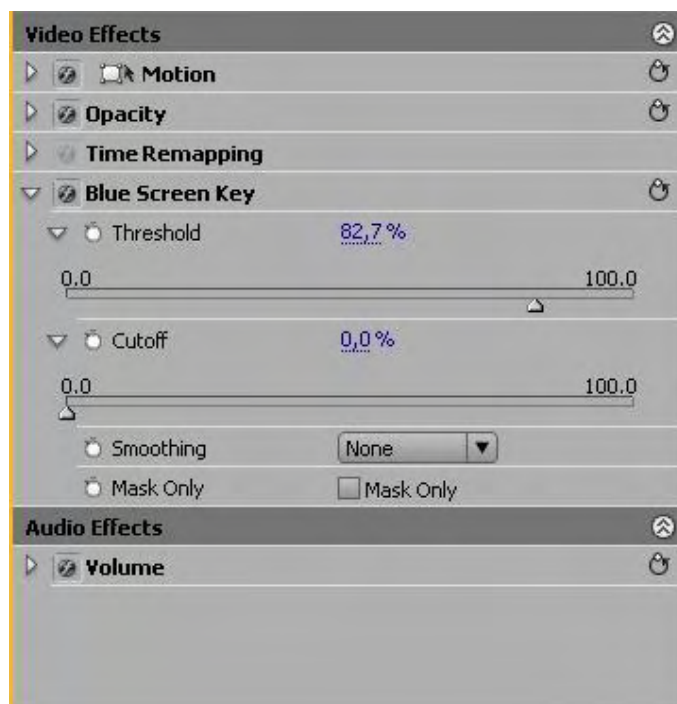 Video Effects
Motion
Opacity
Time Remapping
Blue Screen Key
Threshold 82,7 %
0.0 100.0
Cutoff 0,0 %
0.0 100.0
Smoothing None
Mask Only Mask Only
Audio Effects
Volume